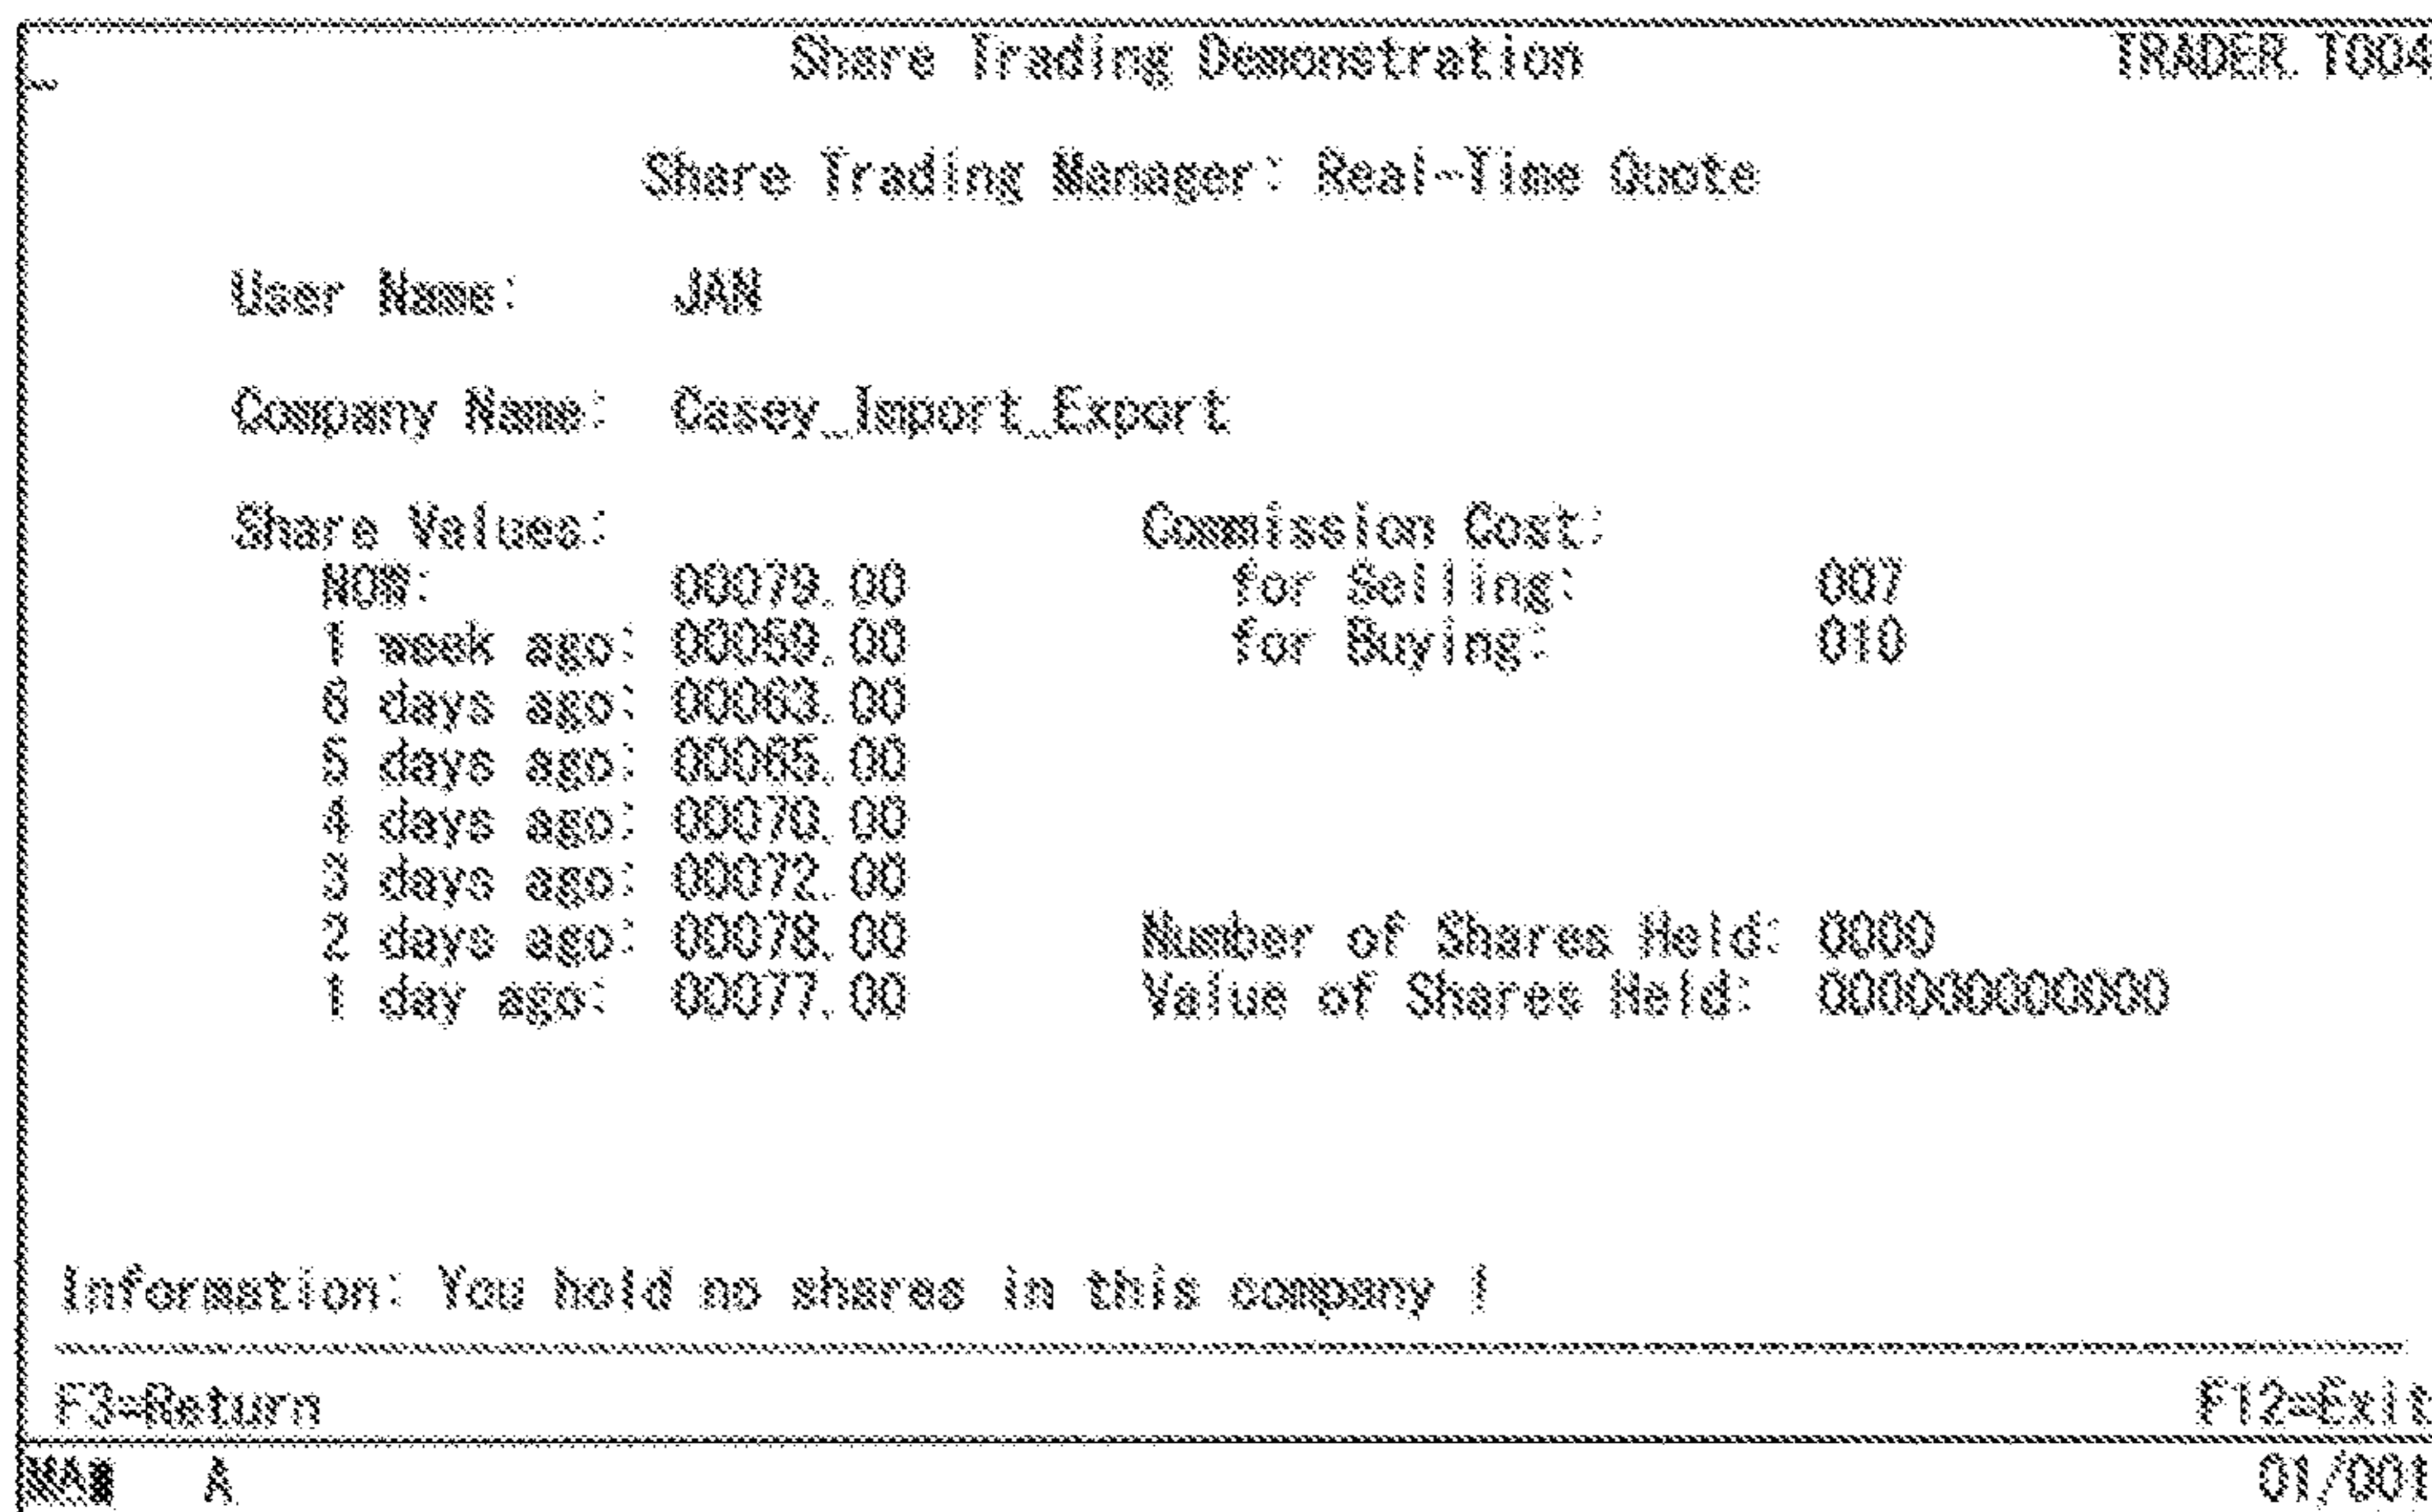 Share Trading Demonstration TRADER.T004
Share Trading Manager: Real-Time Quote
User Name: JAN
Company Name: Casey_Import_Export
Share Values: Commission Cost:
NOW: 00079.00 for Selling: 007
1 week ago: 00059.00 for Buying: 010
6 days ago: 00063.00
5 days ago: 00065.00
4 days ago: 00070.00
3 days ago: 00072.00
2 days ago: 00078.00 Number of Shares Held: 0000
1 day ago: 00077.00 Value of Shares Held: 000000000000
Information: You hold no shares in this company !
F3=Return F12=Exit
A 01/001